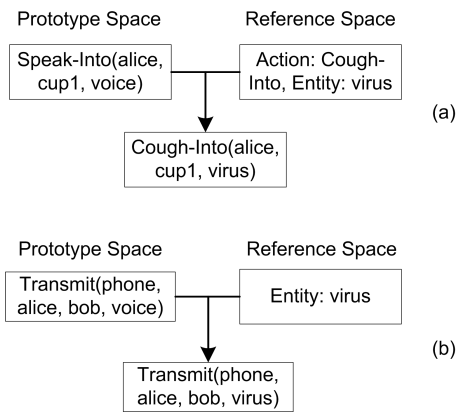 Prototype Space Reference Space
Speak-Into(alice, Action: Cough-
cup1, voice) Into, Entity: virus
(a)
Cough-Into(alice,
cup1, virus)
Prototype Space Reference Space
Transmit(phone,
alice, bob, voice) Entity: virus
(b)
Transmit(phone,
alice, bob, virus)